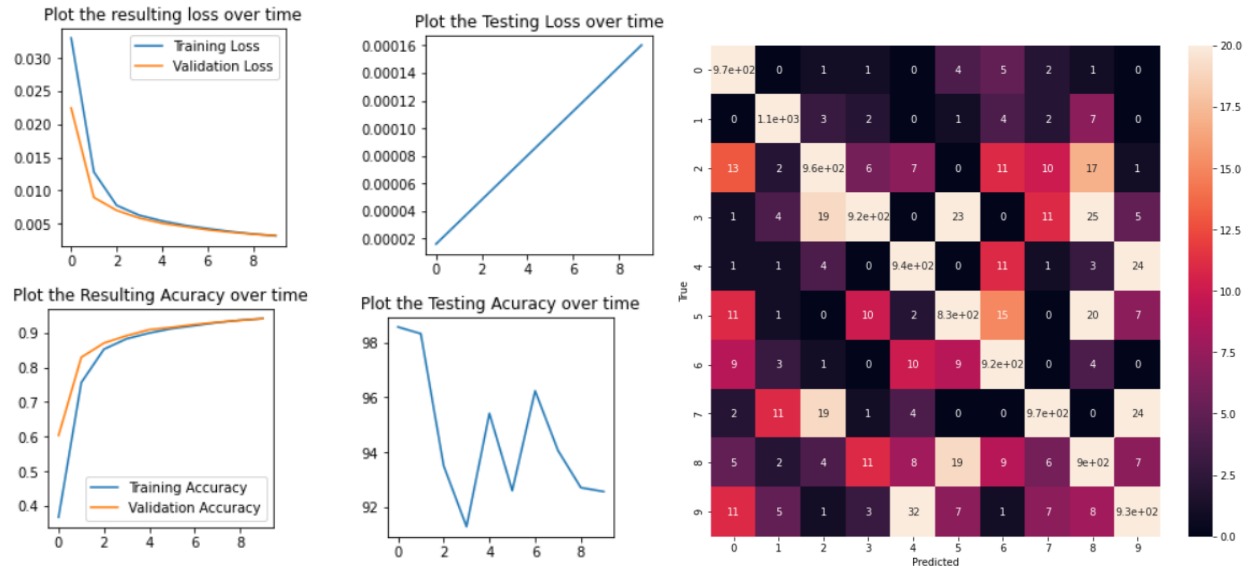 Plot the resulting loss over time
0.030
0.025
0.020
0.015
0.010
0.005
Training Loss
Validation Loss
0 2 4 6 8
Plot the Testing Loss over time
0.00016
0.00014
0.00012
0.00010
0.00008
0.00006
0.00004
0.00002
0 2 4 6 8
Plot the Resulting Acuracy over time
0.9
0.8
0.7
0.6
0.5
0.4
Training Accuracy
Validation Accuracy
0 2 4 6 8
Plot the Testing Acuracy over time
98
96
94
92
0 2 4 6 8
True
0 9.7e+02 0 1 1 0 4 5 2 1 0
1 0 1.1e+03 3 2 0 1 4 2 7 0
2 13 2 9.6e+02 6 7 0 11 10 17 1
3 1 4 19 9.2e+02 0 23 0 11 25 5
4 1 1 4 0 9.4e+02 0 11 1 3 24
5 11 1 0 10 2 8.3e+02 15 0 20 7
6 9 3 1 0 10 9 9.2e+02 0 4 0
7 2 11 19 1 4 0 0 9.7e+02 0 24
8 5 2 4 11 8 19 9 6 9e+02 7
9 11 5 1 3 32 7 1 7 8 9.3e+02
0 1 2 3 4 5 6 7 8 9
Predicted
20.0
17.5
15.0
12.5
10.0
7.5
5.0
2.5
0.0